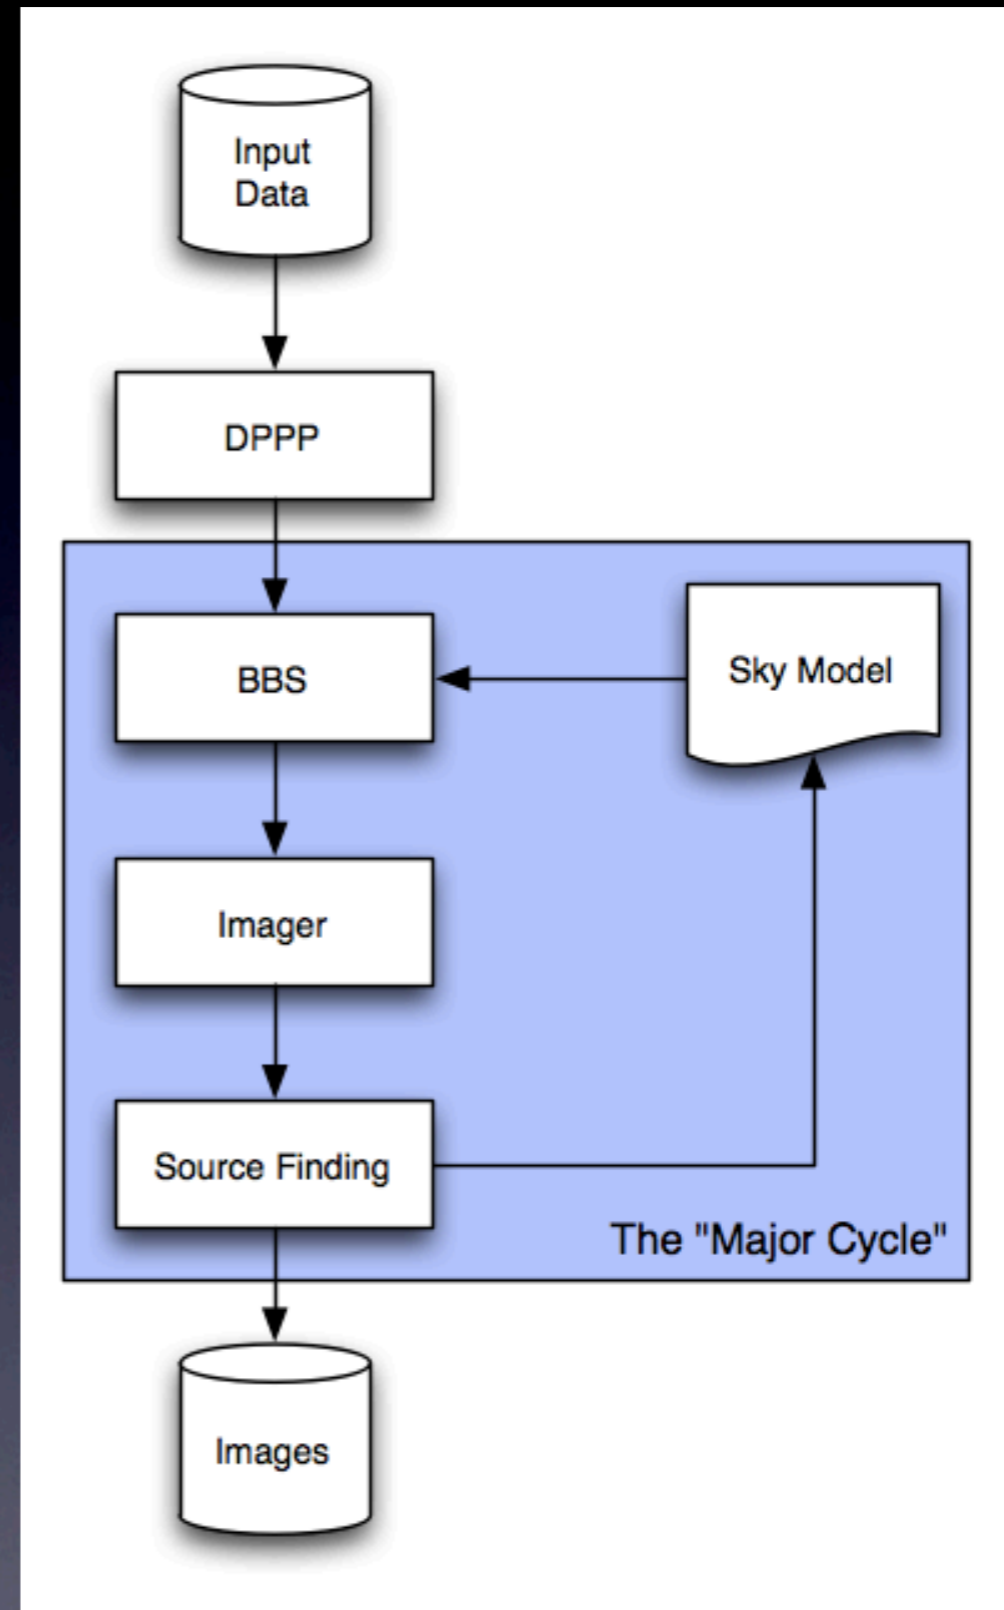 Input
Data
DPPP
BBS
Sky Model
Imager
Source Finding
The "Major Cycle"
Images